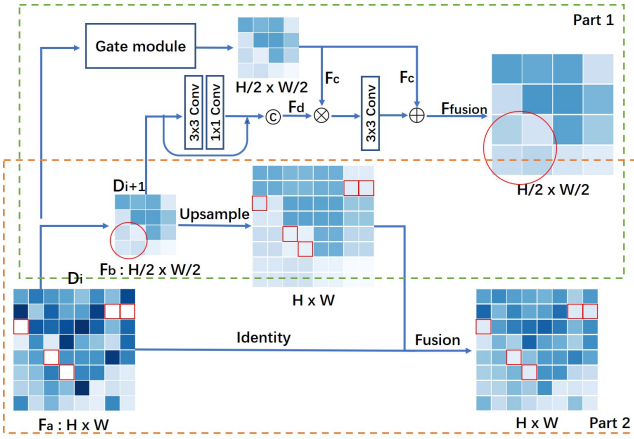 Part 1
Gate module
H/2 x W/2
3x3 Conv
1x1 Conv
C
Fd
Fc
Fc
3x3 Conv
Ffusion
H/2 x W/2
Di+1
Upsample
Fb : H/2 x W/2
H x W
Di
Identity
Fusion
Fa : H x W
H x W
Part 2